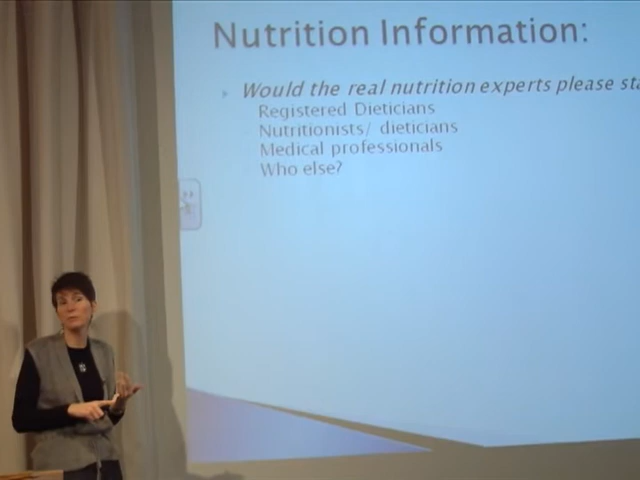 Nutrition Information:
Would the real nutrition experts please sta
Registered Dieticians
Nutritionists/ dieticians
Medical professionals
Who else?